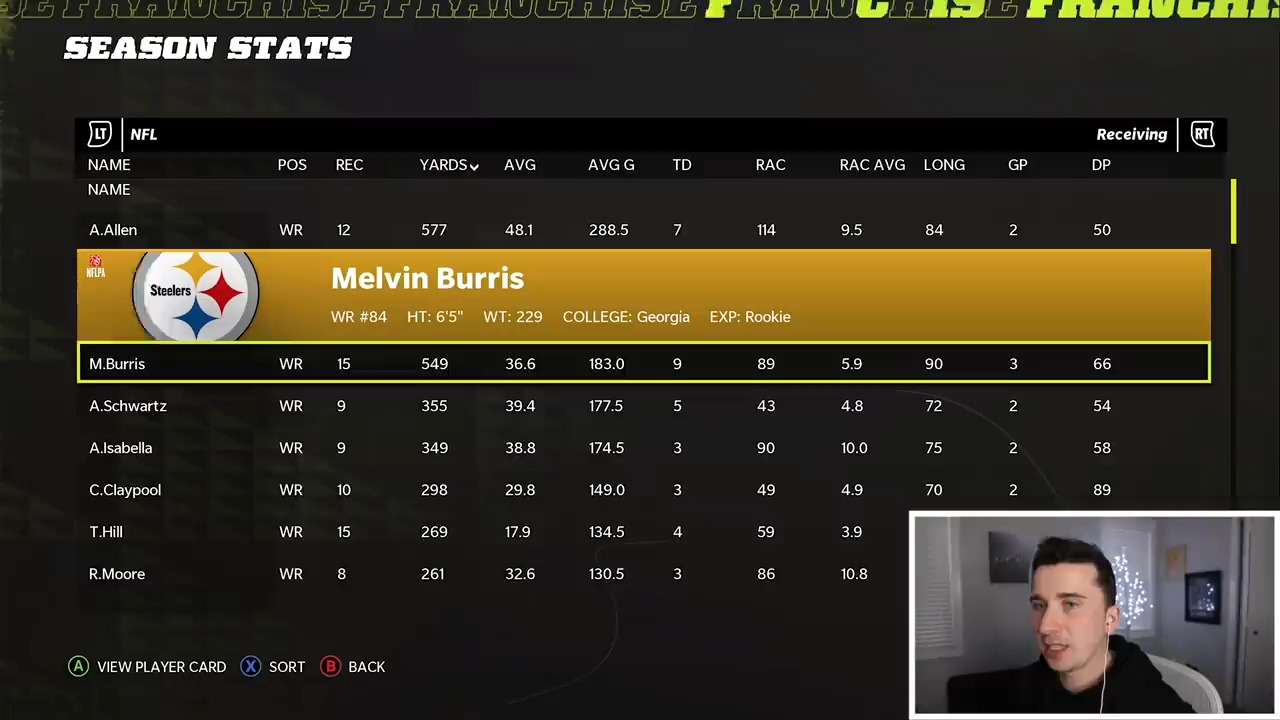 FRANCHISE FRANCHISE FRANCHISE FRANCHISE FRANCHIS
SEASON STATS
LT NFL Receiving RT
NAME POS REC YARDS AVG AVG G TD RAC RAC AVG LONG GP DP
NAME
A.Allen WR 12 577 48.1 288.5 7 114 9.5 84 2 50
NFLPA
Steelers
Melvin Burris
WR #84 HT: 6'5" WT: 229 COLLEGE: Georgia EXP: Rookie
M.Burris WR 15 549 36.6 183.0 9 89 5.9 90 3 66
A.Schwartz WR 9 355 39.4 177.5 5 43 4.8 72 2 54
A.Isabella WR 9 349 38.8 174.5 3 90 10.0 75 2 58
C.Claypool WR 10 298 29.8 149.0 3 49 4.9 70 2 89
T.Hill WR 15 269 17.9 134.5 4 59 3.9
R.Moore WR 8 261 32.6 130.5 3 86 10.8
A VIEW PLAYER CARD X SORT B BACK